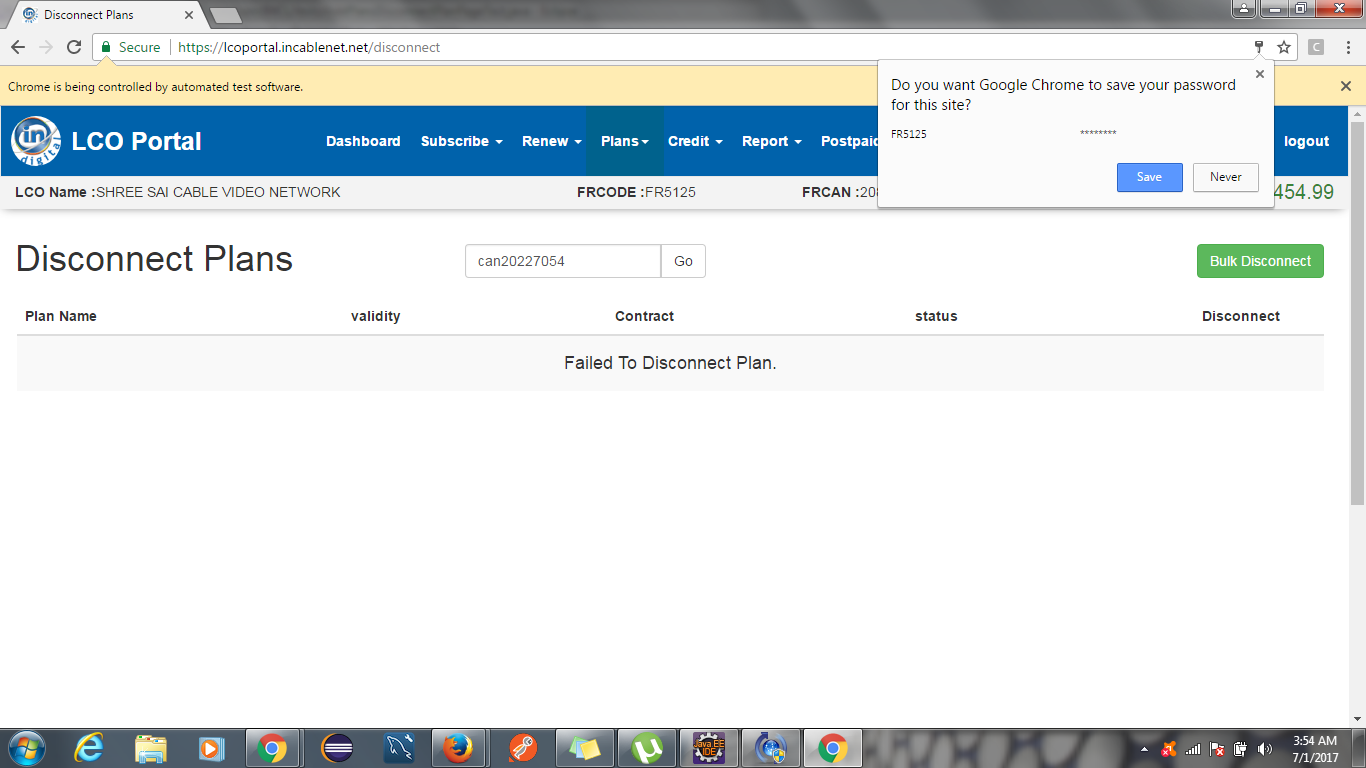 Disconnect Plans
Secure https://lcoportal.incablenet.net/disconnect
Chrome is being controlled by automated test software.
Do you want Google Chrome to save your password
for this site?
FR5125 ********
Save Never
in digital LCO Portal Dashboard Subscribe Renew Plans Credit Report Postpaid logout
LCO Name :SHREE SAI CABLE VIDEO NETWORK FRCODE :FR5125 FRCAN :20 454.99
Disconnect Plans can20227054 Go Bulk Disconnect
Plan Name validity Contract status Disconnect
Failed To Disconnect Plan.
Java EE
IDE
3:54 AM
7/1/2017